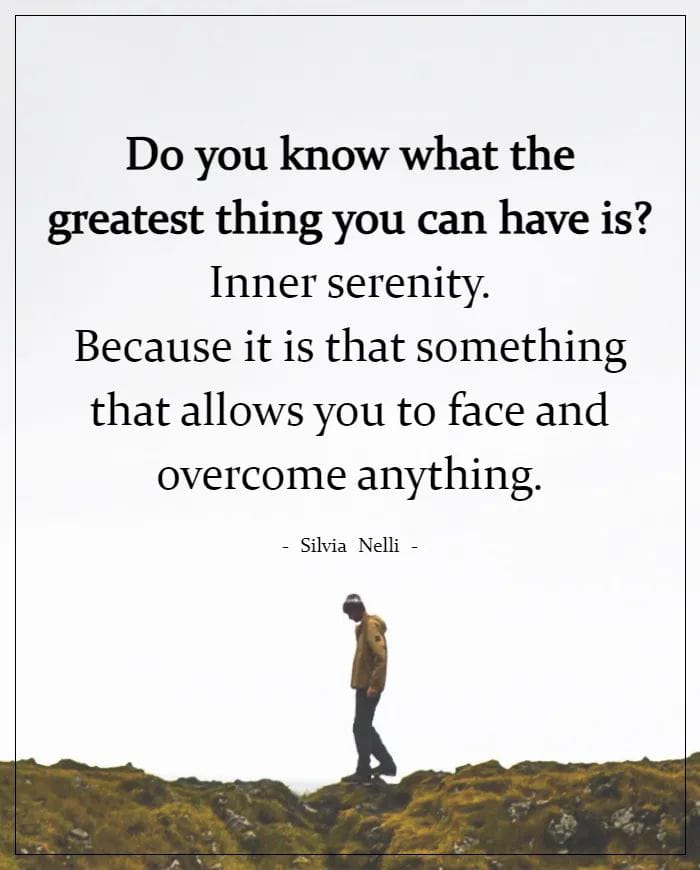 Do you know what the
greatest thing you can have is?
Inner serenity.
Because it is that something
that allows you to face and
overcome anything.
- Silvia Nelli -